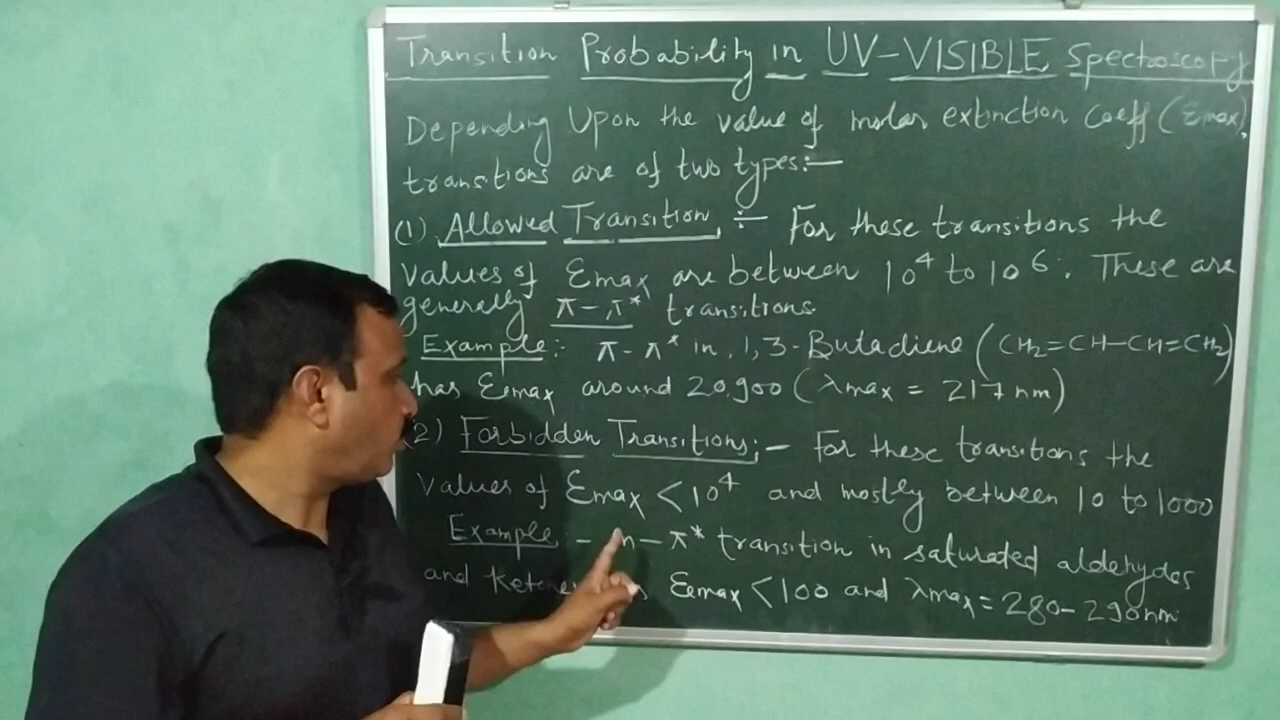 Transition Probability in UV-VISIBLE Spectroscopy
Depending Upon the value of molar extinction coeff (Emax),
transitions are of two types:-
(1) Allowed Transition :- For these transitions the
values of Emax are between 10⁴ to 10⁶. These are
generally π-π* transitions.
Example:- π-π* in 1,3-Butadiene (CH2=CH-CH=CH2)
has Emax around 20,900 (λmax = 217 nm)
2) Forbidden Transitions:- For these transitions the
values of Emax < 10⁴ and mostly between 10 to 1000
Example:- n-π* transition in saturated aldehydes
and Emax < 100 and λmax = 280-290nm